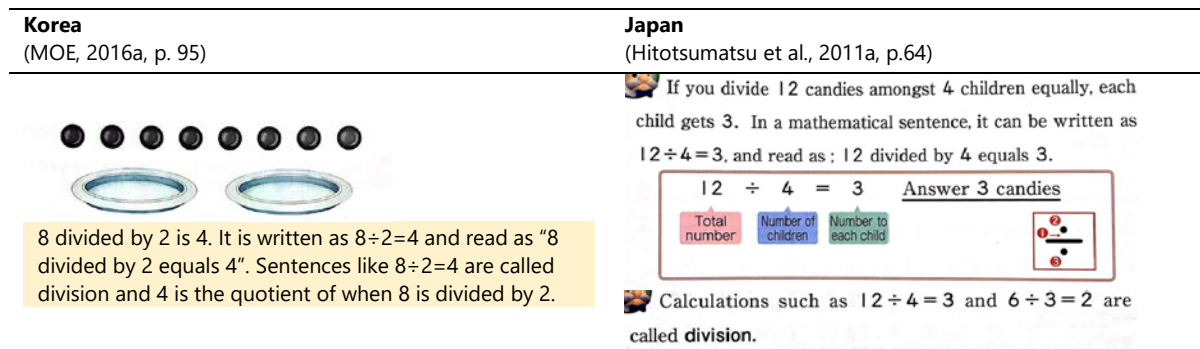 Korea
(MOE, 2016a, p. 95)
8 divided by 2 is 4. It is written as 8÷2=4 and read as “8
divided by 2 equals 4”. Sentences like 8÷2=4 are called
division and 4 is the quotient of when 8 is divided by 2.
Japan
(Hitotsumatsu et al., 2011a, p.64)
If you divide 12 candies amongst 4 children equally, each
child gets 3. In a mathematical sentence, it can be written as
12÷4=3, and read as : 12 divided by 4 equals 3.
12 ÷ 4 = 3 Answer 3 candies
Total
number
Number of
children
Number to
each child
❷
❶→
❸
Calculations such as 12÷4=3 and 6÷3=2 are
called division.